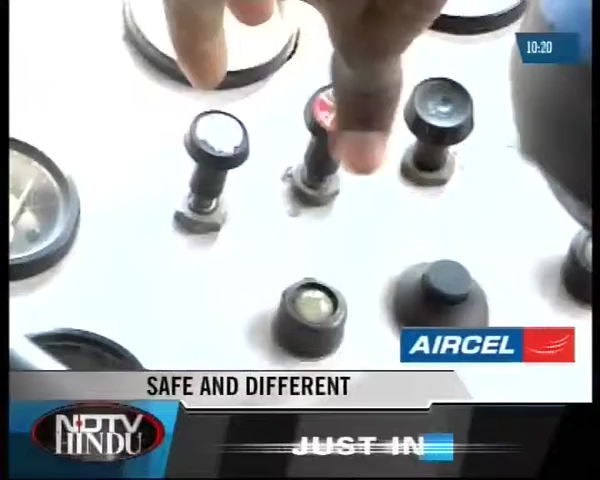 10:20
AIRCEL
SAFE AND DIFFERENT
NDTV
HINDU
JUST IN